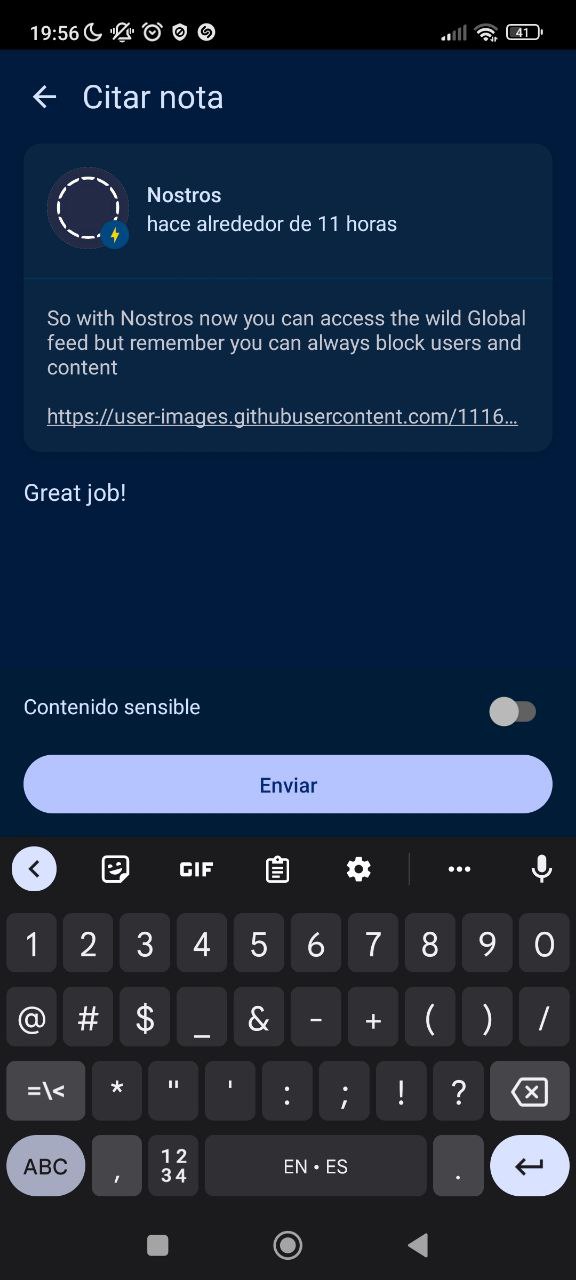 19:56
41
Citar nota
Nostros
hace alrededor de 11 horas
So with Nostros now you can access the wild Global
feed but remember you can always block users and
content
https://user-images.githubusercontent.com/1116...
Great job!
Contenido sensible
Enviar
GIF
1 2 3 4 5 6 7 8 9 0
@ # $ _ & - + ( ) /
=\< * " ' : ; ! ?
ABC , 12 34 EN • ES .